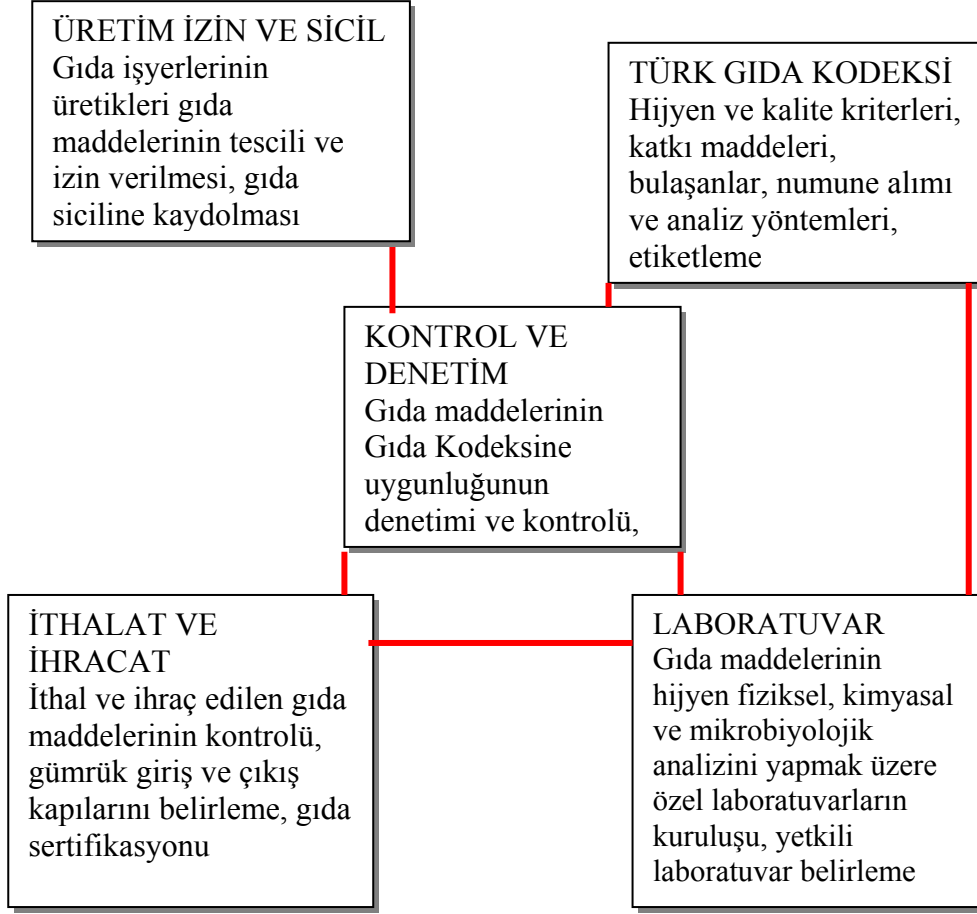 ÜRETİM İZİN VE SİCİL
Gıda işyerlerinin
üretikleri gıda
maddelerinin tescili ve
izin verilmesi, gıda
siciline kaydolması
TÜRK GIDA KODEKSİ
Hijyen ve kalite kriterleri,
katkı maddeleri,
bulaşanlar, numune alımı
ve analiz yöntemleri,
etiketleme
KONTROL VE
DENETİM
Gıda maddelerinin
Gıda Kodeksine
uygunluğunun
denetimi ve kontrolü,
İTHALAT VE
İHRACAT
İthal ve ihraç edilen gıda
maddelerinin kontrolü,
gümrük giriş ve çıkış
kapılarını belirleme, gıda
sertifikasyonu
LABORATUVAR
Gıda maddelerinin
hijyen fiziksel, kimyasal
ve mikrobiyolojik
analizini yapmak üzere
özel laboratuvarların
kuruluşu, yetkili
laboratuvar belirleme